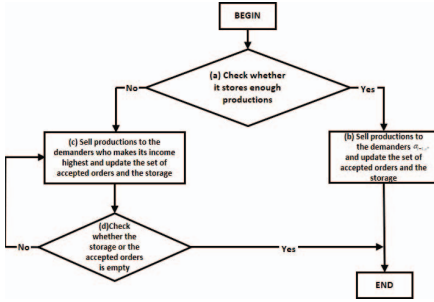 BEGIN
(a) Check whether
it stores enough
productions
No
Yes
(c) Sell productions to the
demanders who makes its income
highest and update the set of
accepted orders and the storage
(b) Sell productions to
the demanders
and update the set of
accepted orders and the
storage
(d)Check
whether the
storage or the
accepted orders
is empty
No
Yes
END